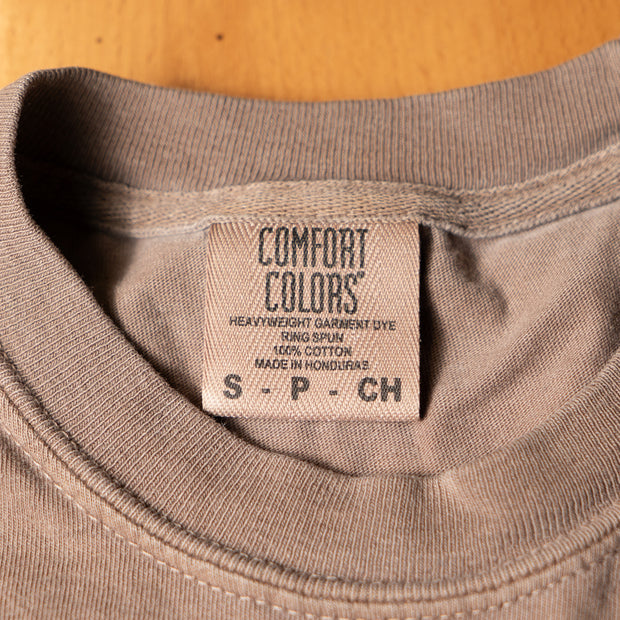 COMFORT
COLORS®
HEAVYWEIGHT GARMENT DYE
RING SPUN
100% COTTON
MADE IN HONDURAS
S - P - CH